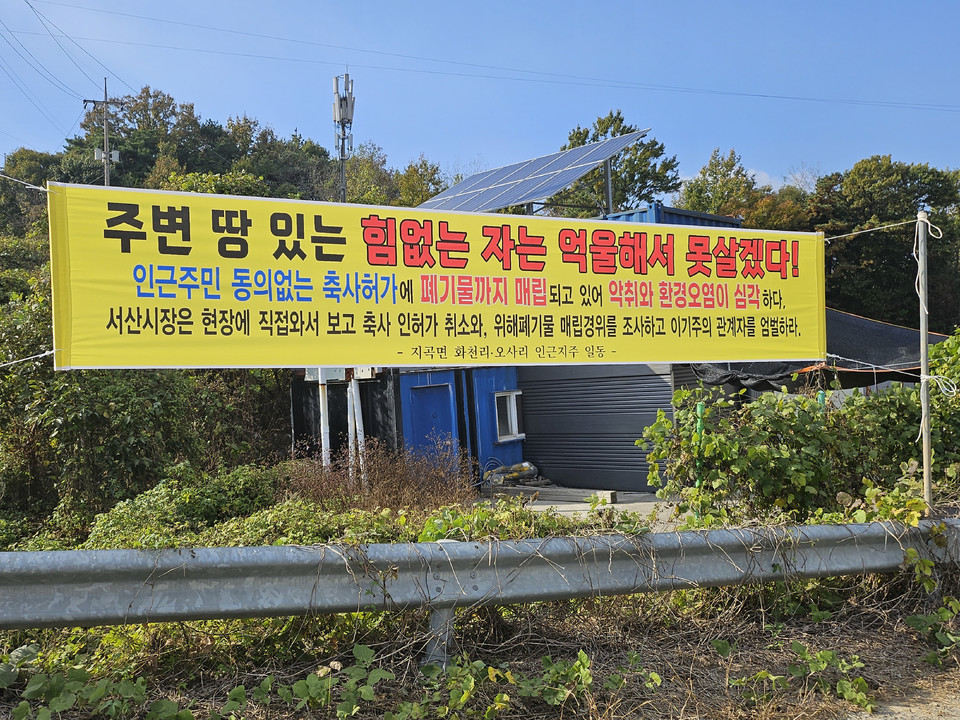 주변 땅 있는 힘없는 자는 억울해서 못살겠다!
인근주민 동의없는 축사허가에 폐기물까지 매립되고 있어 악취와 환경오염이 심각하다,
서산시장은 현장에 직접와서 보고 축사 인허가 취소와, 위해폐기물 매립경위를 조사하고 이기주의 관계자를 엄벌하라.
- 지곡면 화천리·오사리 인근지주 일동 -